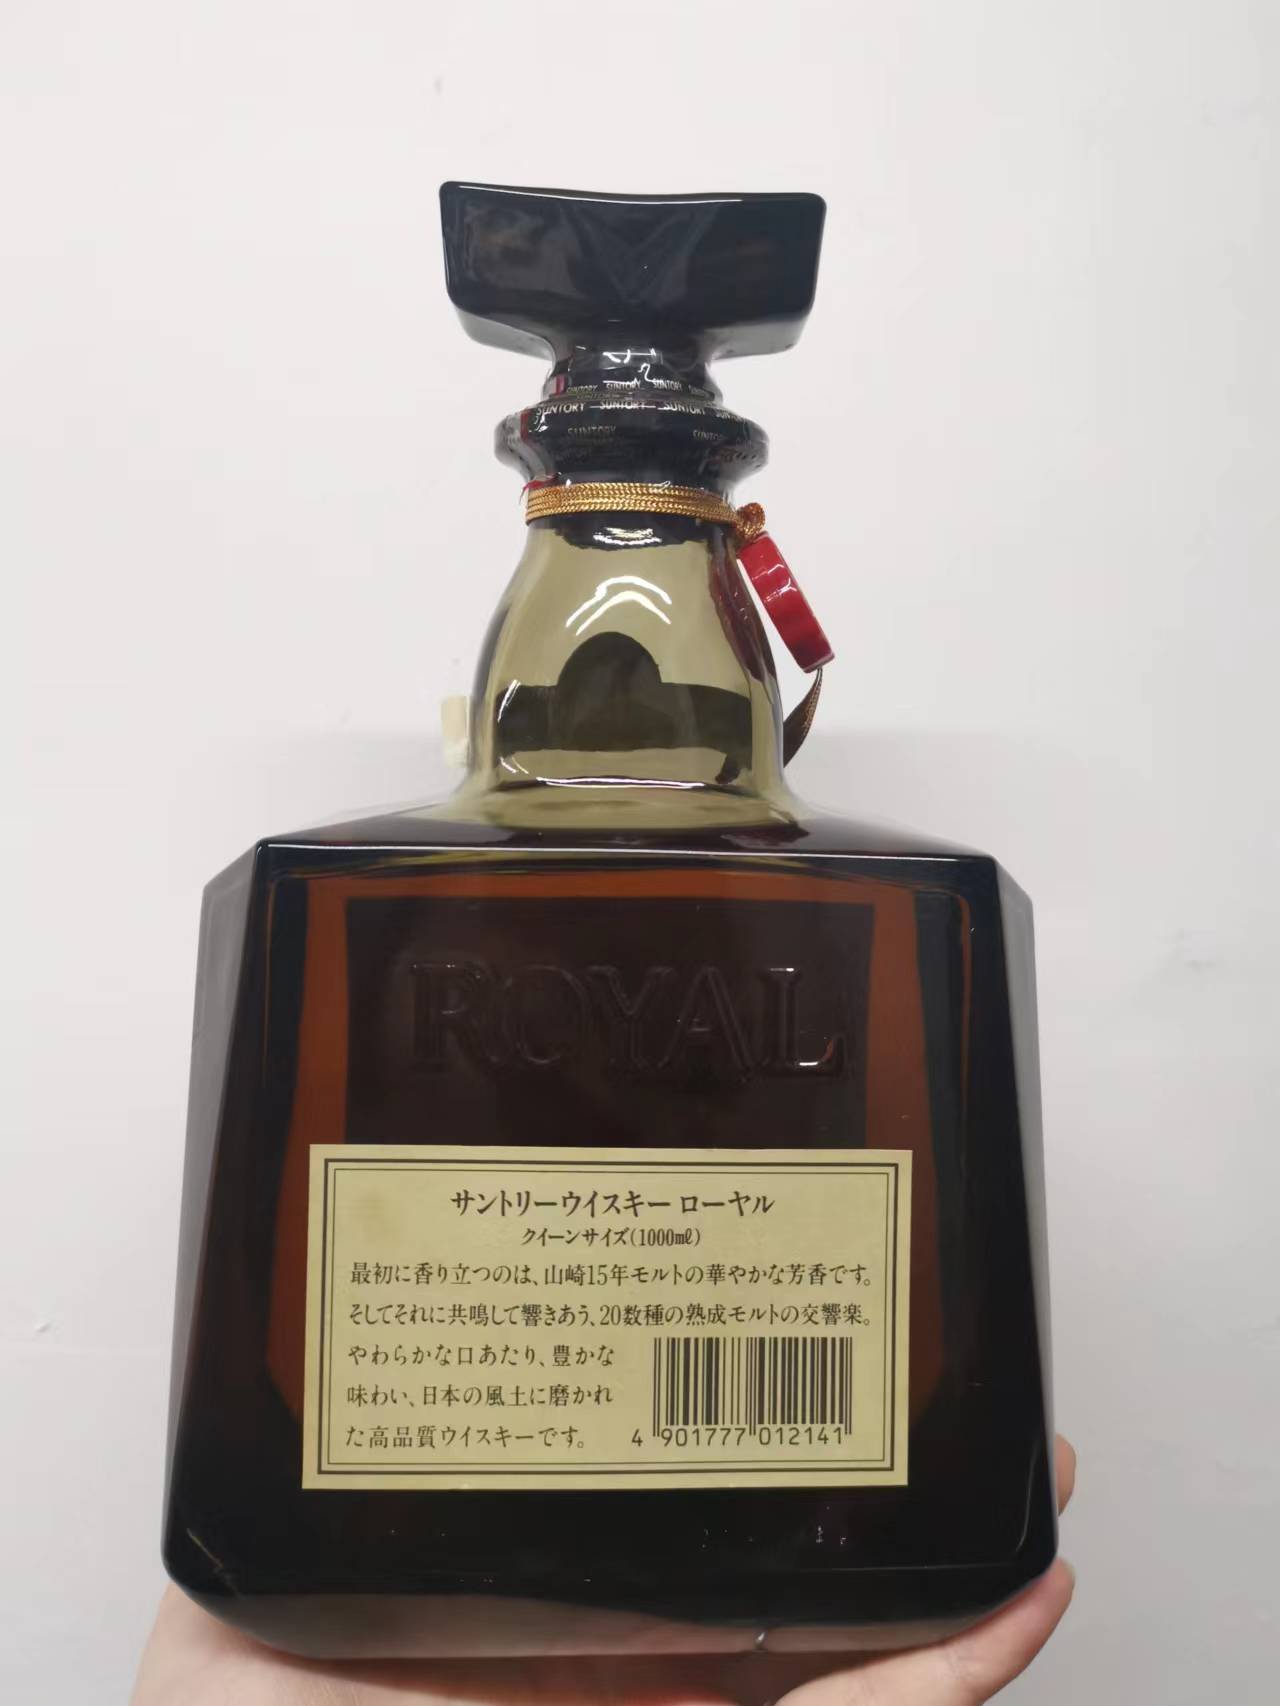 SUNTORY SUNTORY SUNTORY
SUNTORY SUNTORY SUNTORY
SUNTORY
ROYAL
サントリーウイスキー ローヤル
クイーンサイズ(1000㎖)
最初に香り立つのは、山崎15年モルトの華やかな芳香です。
そしてそれに共鳴して響きあう、20数種の熟成モルトの交響楽。
やわらかな口あたり、豊かな
味わい、日本の風土に磨かれ
た高品質ウイスキーです。
4 901777 012141